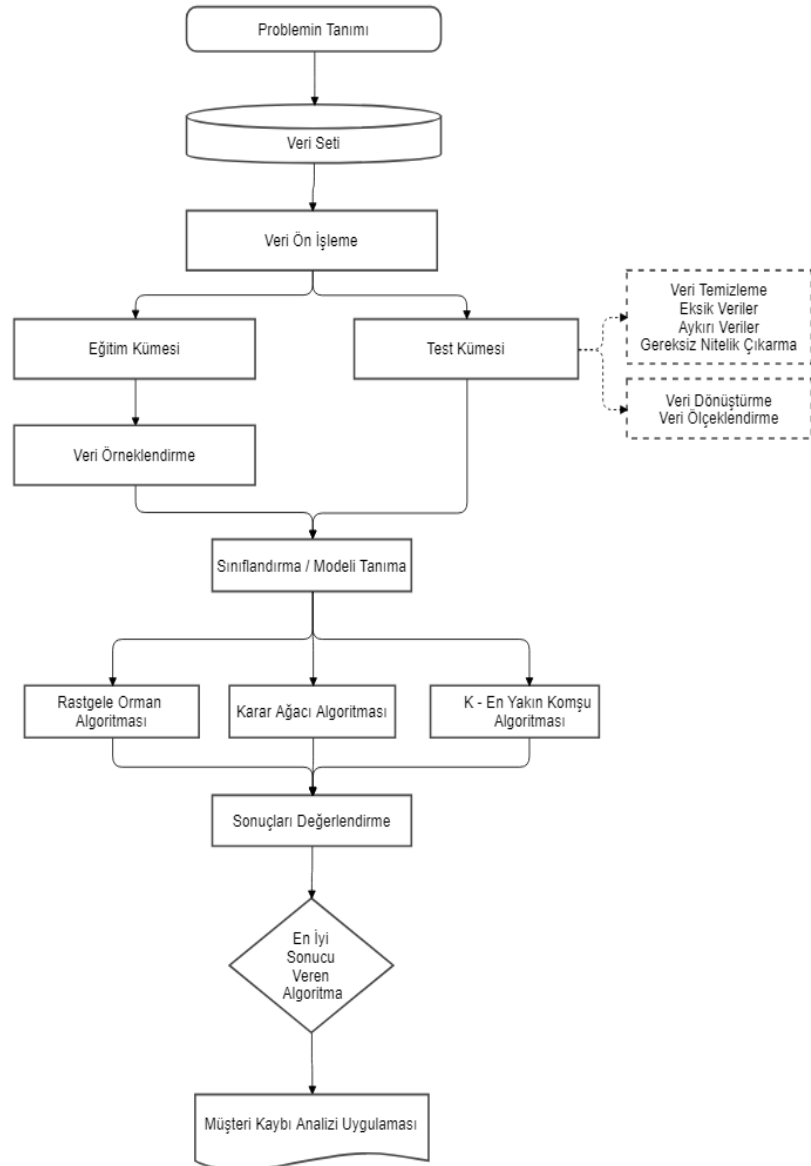 Problemin Tanımı
Veri Seti
Veri Ön İşleme
Eğitim Kümesi
Test Kümesi
Veri Temizleme
Eksik Veriler
Aykırı Veriler
Gereksiz Nitelik Çıkarma
Veri Dönüştürme
Veri Ölçeklendirme
Veri Örneklendirme
Sınıflandırma / Modeli Tanıma
Rastgele Orman
Algoritması
Karar Ağacı Algoritması
K - En Yakın Komşu
Algoritması
Sonuçları Değerlendirme
En İyi
Sonucu
Veren
Algoritma
Müşteri Kaybı Analizi Uygulaması